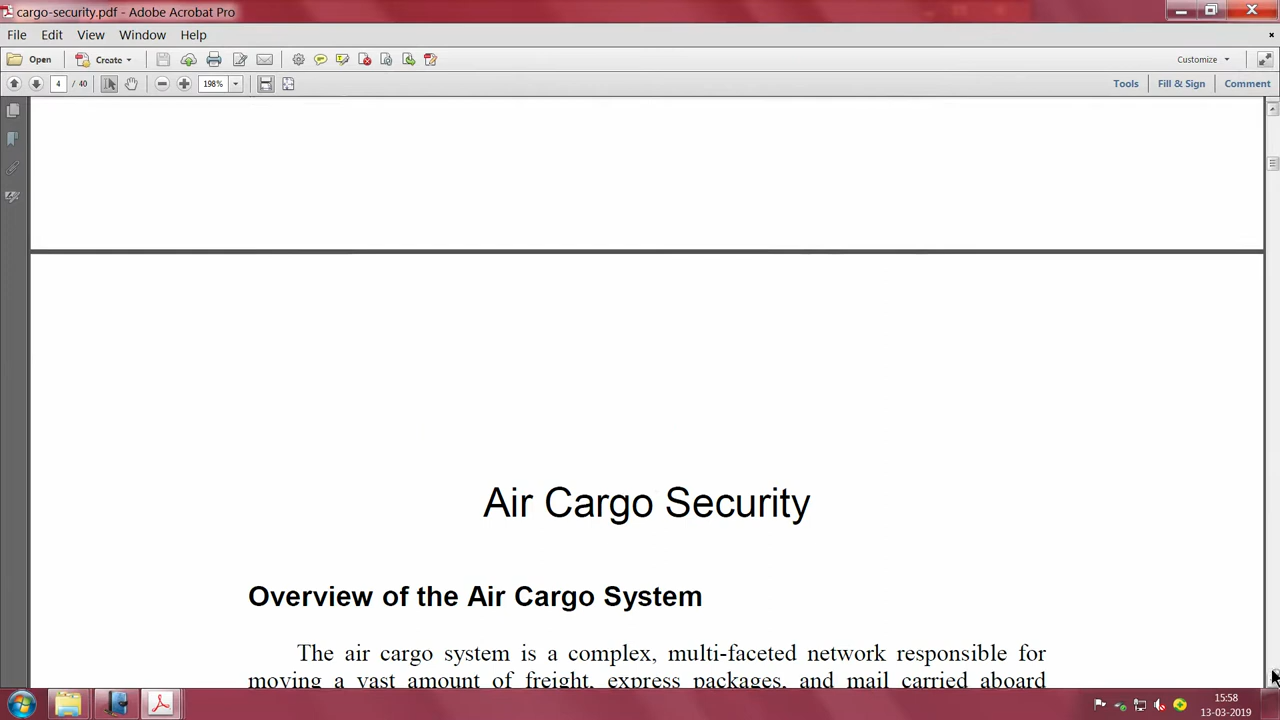 cargo-security.pdf - Adobe Acrobat Pro
File Edit View Window Help
Open Create Customize
4 / 40 198% Tools Fill & Sign Comment
Air Cargo Security
Overview of the Air Cargo System
The air cargo system is a complex, multi-faceted network responsible for
moving a vast amount of freight, express packages, and mail carried aboard
15:58
13-03-2019